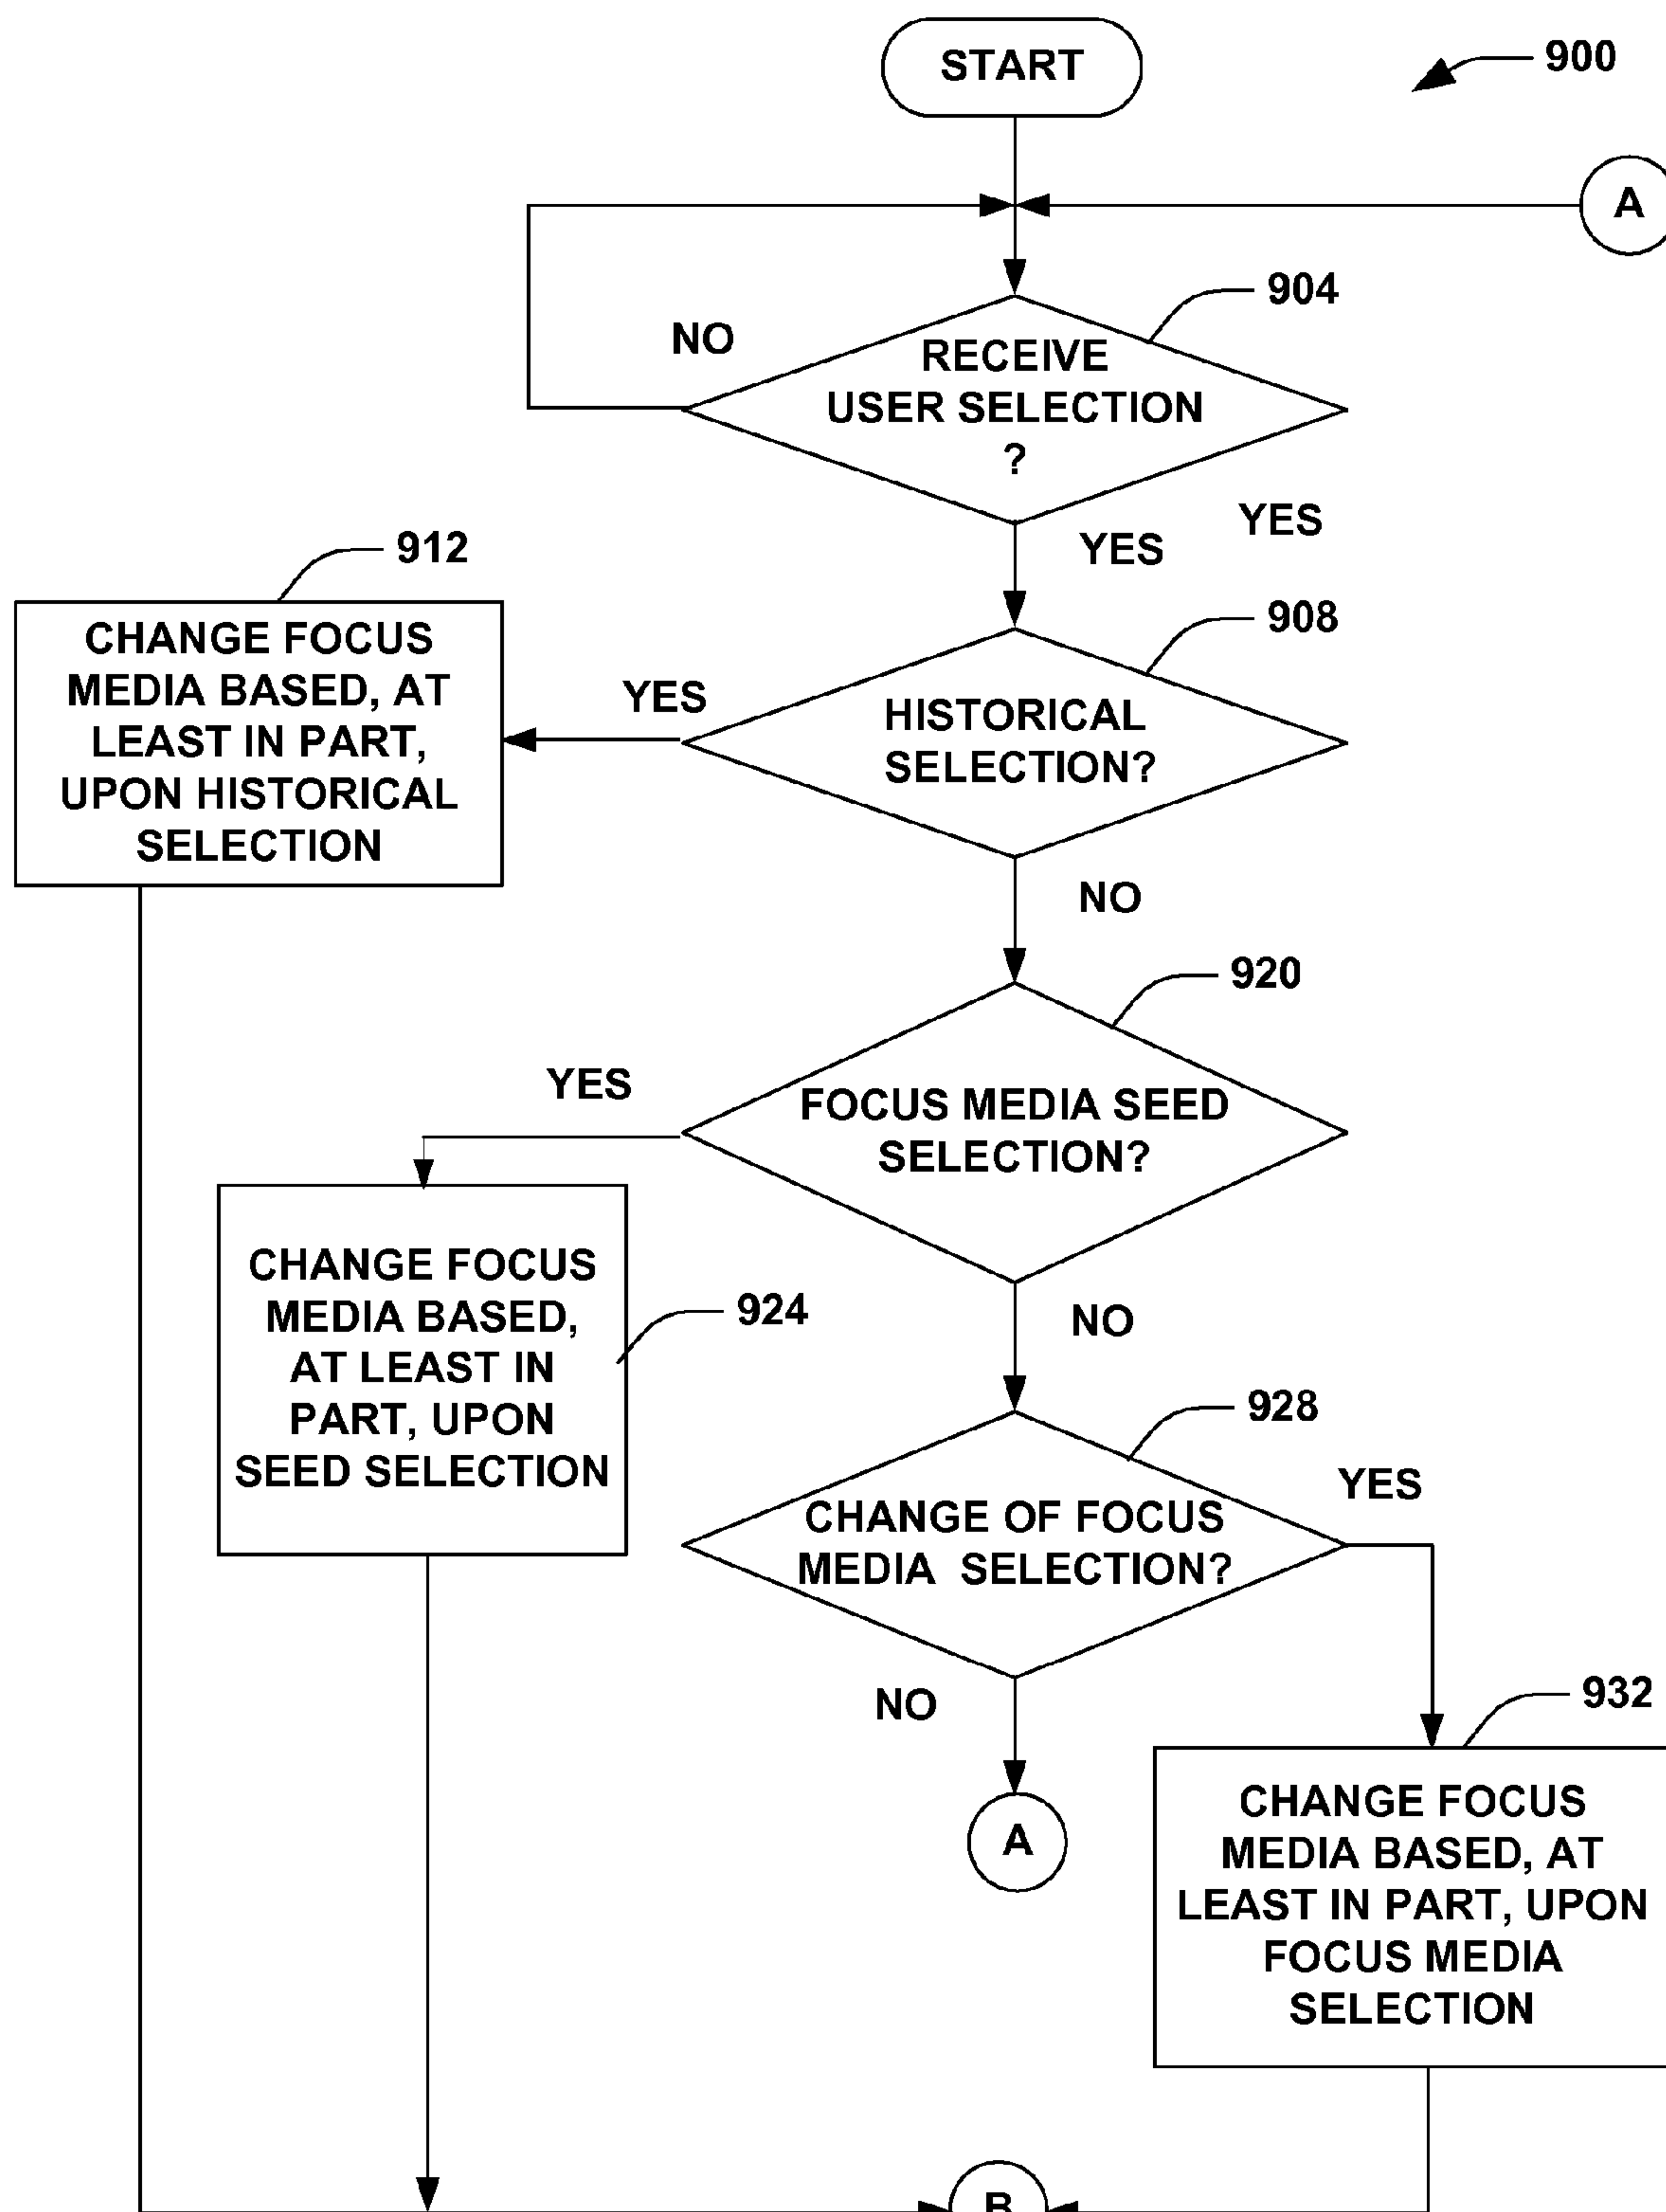 START
900
A
904
NO
RECEIVE
USER SELECTION
?
YES
YES
912
908
CHANGE FOCUS
MEDIA BASED, AT
LEAST IN PART,
UPON HISTORICAL
SELECTION
YES
HISTORICAL
SELECTION?
NO
920
YES
FOCUS MEDIA SEED
SELECTION?
CHANGE FOCUS
MEDIA BASED,
AT LEAST IN
PART, UPON
SEED SELECTION
924
NO
928
YES
CHANGE OF FOCUS
MEDIA SELECTION?
NO
932
A
CHANGE FOCUS
MEDIA BASED, AT
LEAST IN PART, UPON
FOCUS MEDIA
SELECTION
B